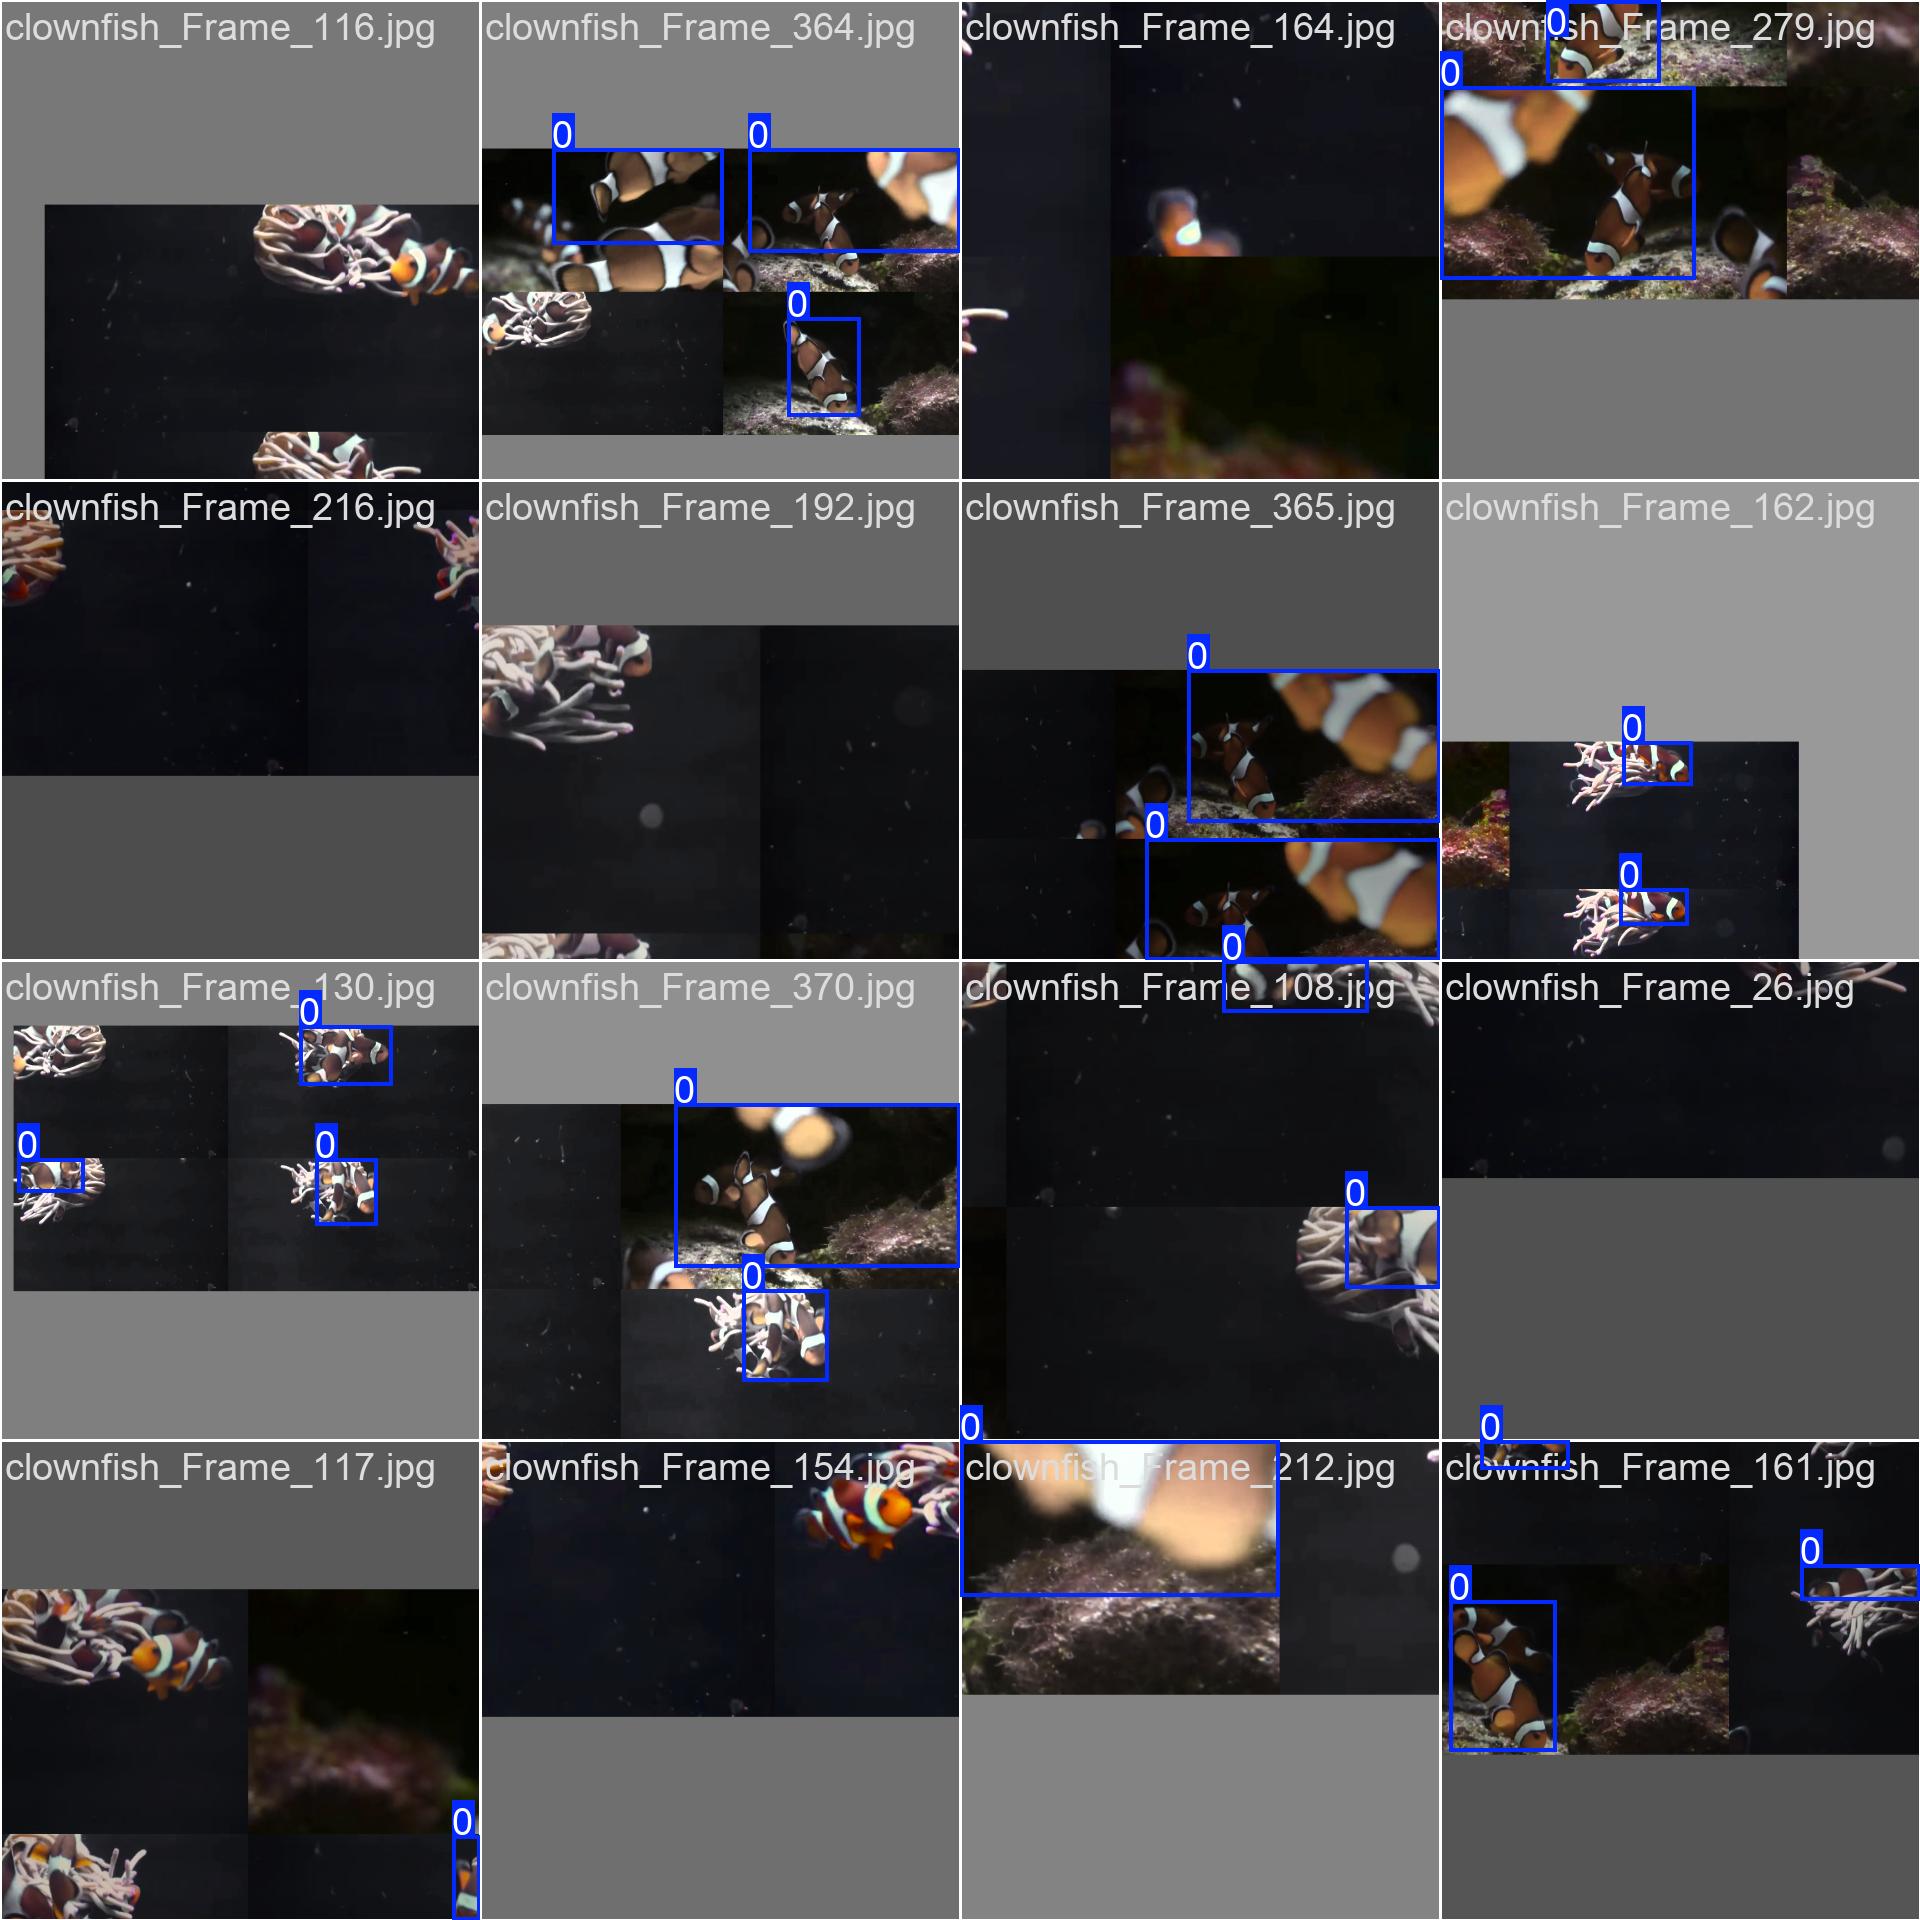 clownfish_Frame_116.jpg
clownfish_Frame_364.jpg
clownfish_Frame_164.jpg
clownfish_Frame_279.jpg
0
0
0
0
0
clownfish_Frame_216.jpg
clownfish_Frame_192.jpg
clownfish_Frame_365.jpg
clownfish_Frame_162.jpg
0
0
0
0
0
clownfish_Frame_130.jpg
clownfish_Frame_370.jpg
clownfish_Frame_108.jpg
clownfish_Frame_26.jpg
0
0
0
0
0
0
0
0
0
clownfish_Frame_117.jpg
clownfish_Frame_154.jpg
clownfish_Frame_212.jpg
clownfish_Frame_161.jpg
0
0
0